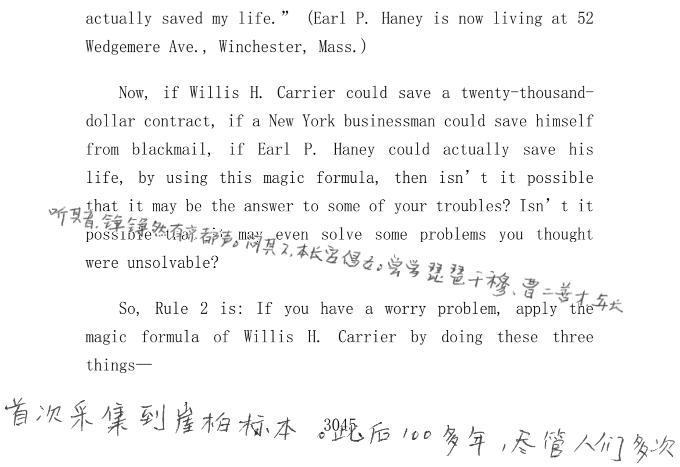 actually saved my life.” (Earl P. Haney is now living at 52
Wedgemere Ave., Winchester, Mass.)
Now, if Willis H. Carrier could save a twenty-thousand-
dollar contract, if a New York businessman could save himself
from blackmail, if Earl P. Haney could actually save his
life, by using this magic formula, then isn’t it possible
that it may be the answer to some of your troubles? Isn’t it
听其音，铮铮然有京都声。问其人，本长安倡女。尝学琵琶于穆、曹二善才，年长
possible that it may even solve some problems you thought
were unsolvable?
So, Rule 2 is: If you have a worry problem, apply the
magic formula of Willis H. Carrier by doing these three
things—
首次采集到崖柏标本。此后100多年，尽管人们多次
3045